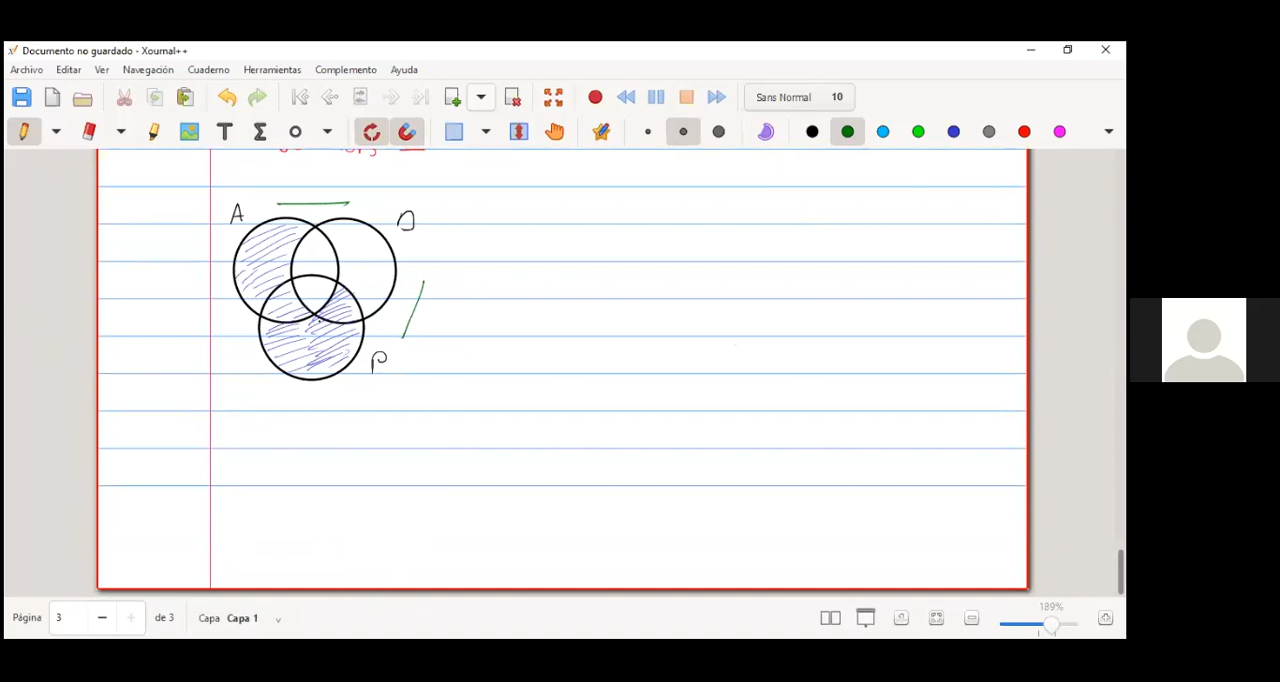 Documento no guardado - Xournal++
Archivo Editar Ver Navegación Cuaderno Herramientas Complemento Ayuda
Sans Normal 10
A
P
189%
Página 3 de 3 Capa Capa 1